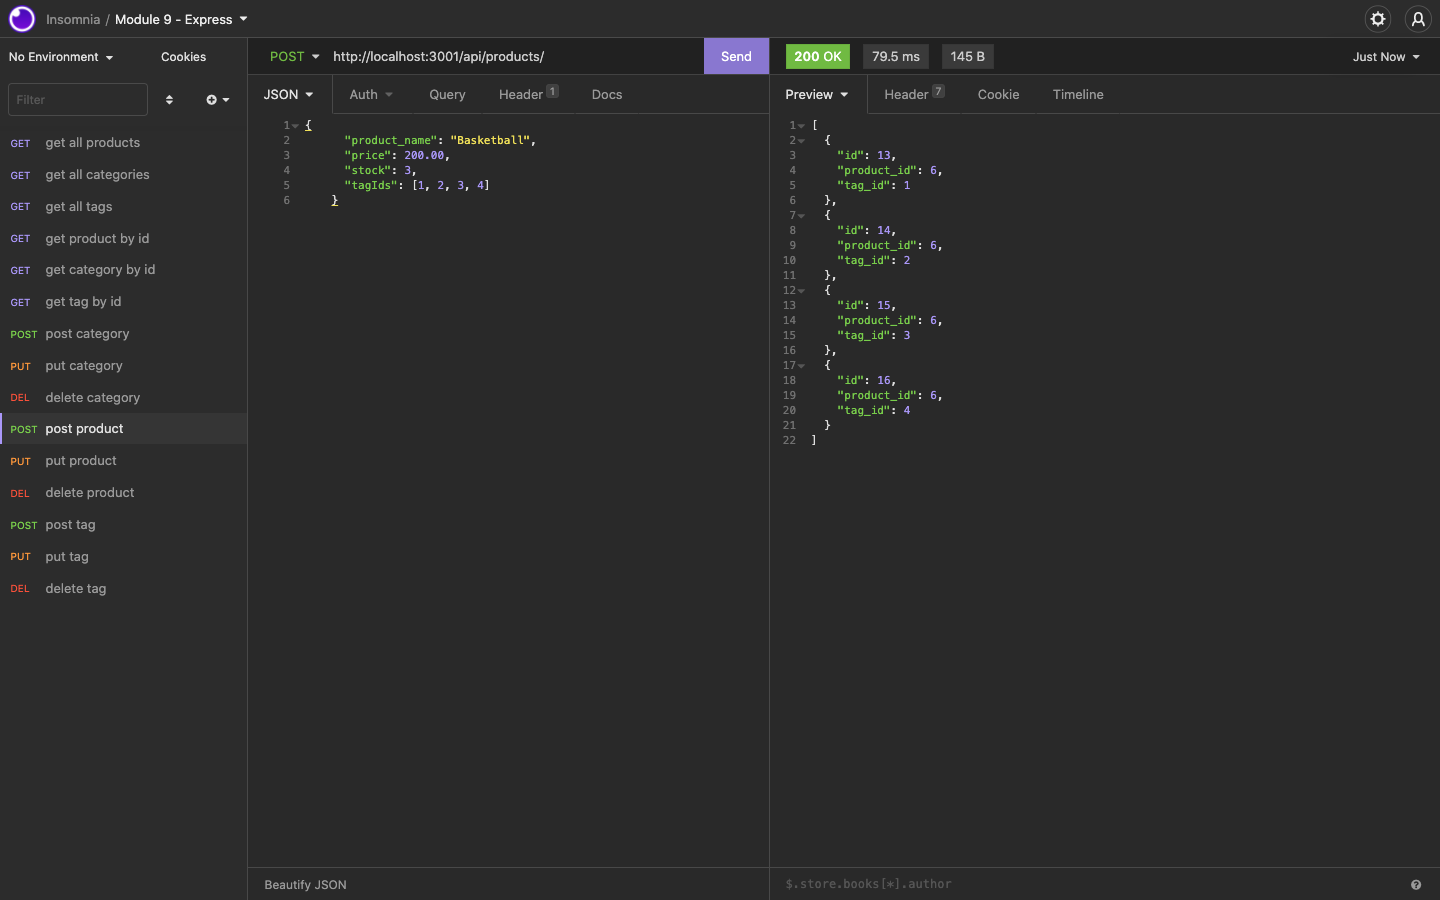 Insomnia / Module 9 - Express
No Environment
Cookies
POST
http://localhost:3001/api/products/
Send
200 OK
79.5 ms
145 B
Just Now
Filter
JSON
Auth
Query
Header 1
Docs
Preview
Header 7
Cookie
Timeline
GET get all products
GET get all categories
GET get all tags
GET get product by id
GET get category by id
GET get tag by id
POST post category
PUT put category
DEL delete category
POST post product
PUT put product
DEL delete product
POST post tag
PUT put tag
DEL delete tag
1 {
2 "product_name": "Basketball",
3 "price": 200.00,
4 "stock": 3,
5 "tagIds": [1, 2, 3, 4]
6 }
1 [
2 {
3 "id": 13,
4 "product_id": 6,
5 "tag_id": 1
6 },
7 {
8 "id": 14,
9 "product_id": 6,
10 "tag_id": 2
11 },
12 {
13 "id": 15,
14 "product_id": 6,
15 "tag_id": 3
16 },
17 {
18 "id": 16,
19 "product_id": 6,
20 "tag_id": 4
21 }
22 ]
Beautify JSON
$.store.books[*].author
?